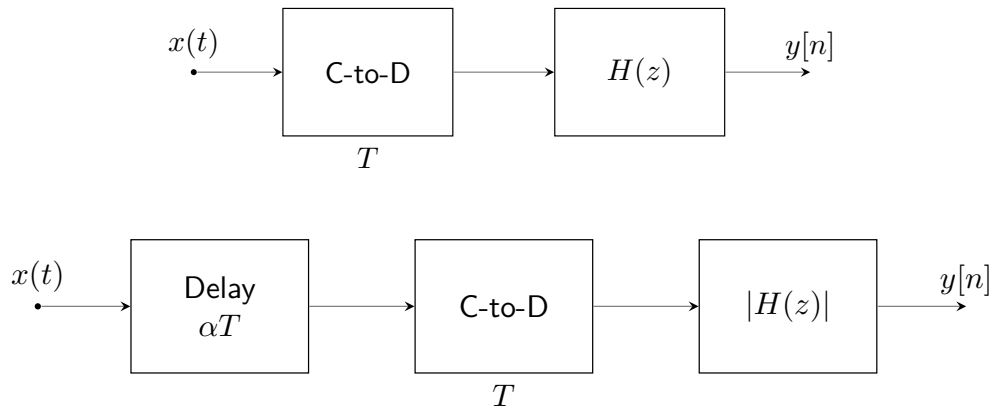 x(t)
C-to-D
H(z)
y[n]
T
x(t)
Delay
αT
C-to-D
|H(z)|
y[n]
T